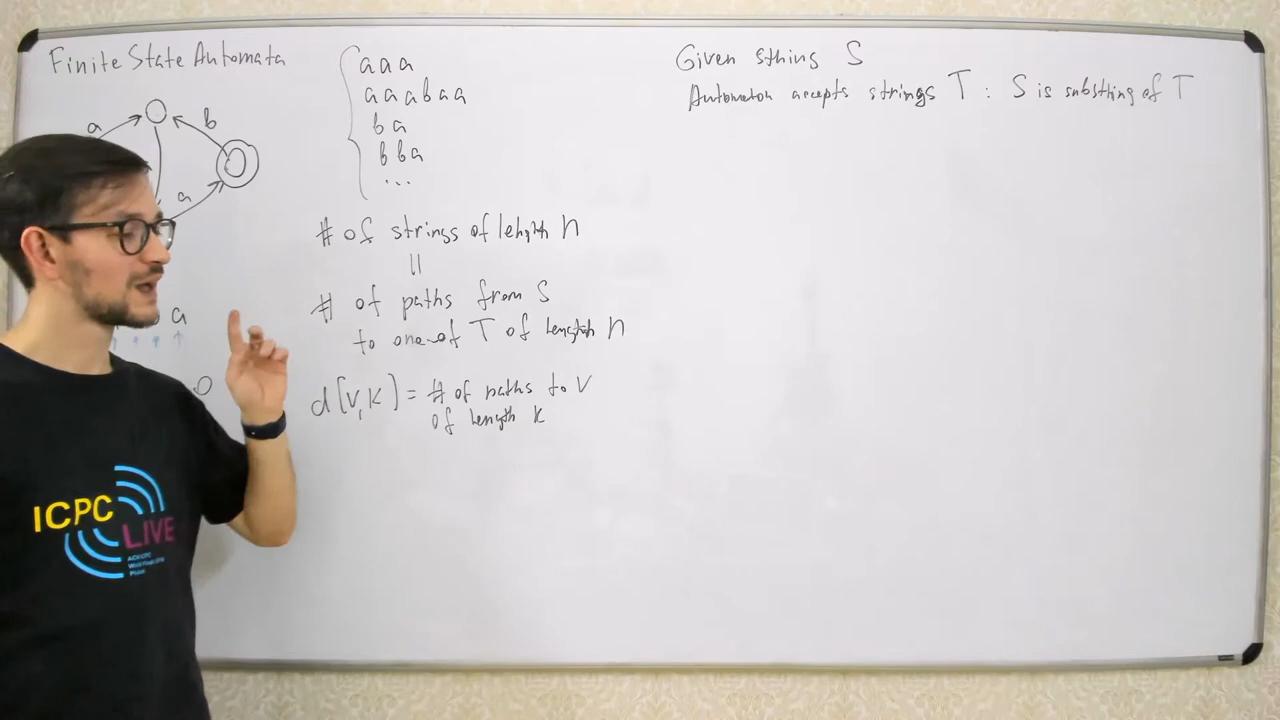 Finite State Automata
a
b
a
a
aaa
aaabaa
ba
bba
...
# of strings of length n
||
# of paths from S
to one of T of length n
d[v,k] = # of paths to v
of length k
Given string S
Automaton accepts strings T : S is substring of T
ICPC
LIVE